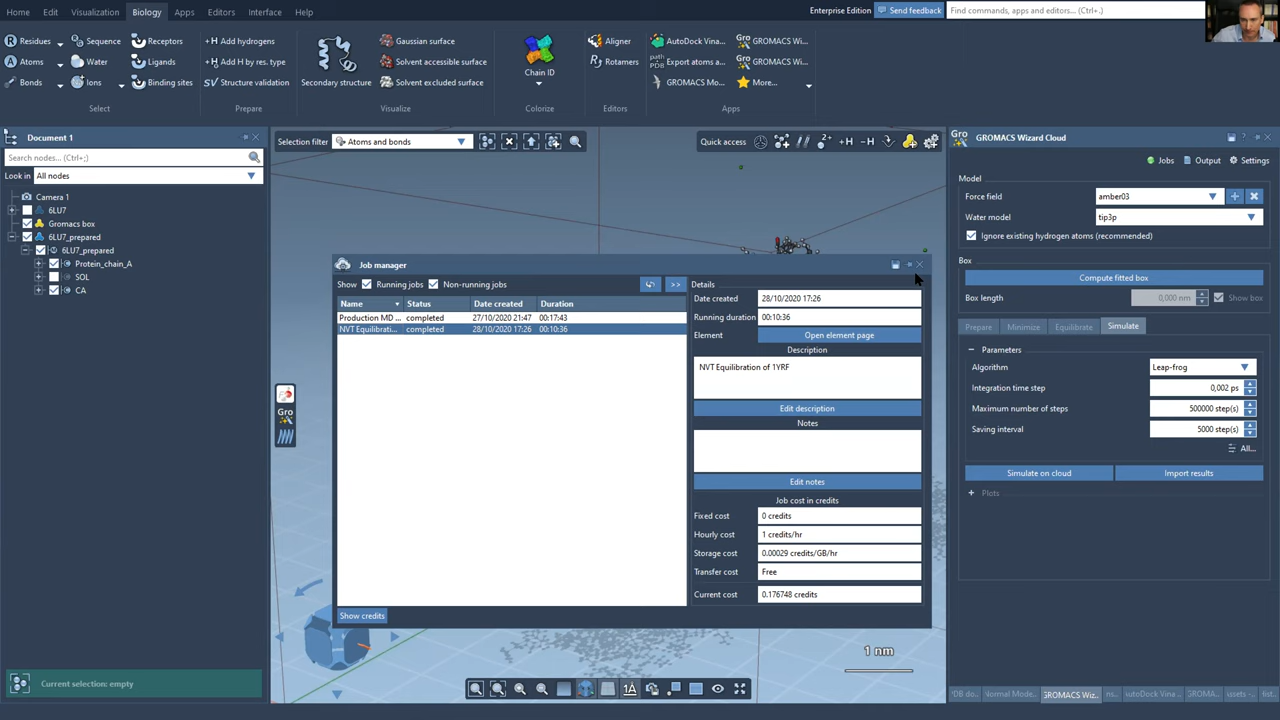 Home Edit Visualization Biology Apps Editors Interface Help
Enterprise Edition Send feedback Find commands, apps and editors... (Ctrl+,)
Residues Sequence Receptors + H Add hydrogens Gaussian surface Aligner AutoDock Vina... GROMACS Wi...
Atoms Water Ligands + H Add H by res. type Solvent accessible surface Rotamers Export atoms a... GROMACS Wi...
Bonds Ions Binding sites Structure validation Secondary structure Solvent excluded surface Chain ID GROMACS Mo... More...
Select Prepare Visualize Colorize Editors Apps
Document 1
Search nodes... (Ctrl+;)
Look in All nodes
Camera 1
6LU7
Gromacs box
6LU7_prepared
6LU7_prepared
Protein_chain_A
SOL
CA
Current selection: empty
Selection filter Atoms and bonds
Quick access
Job manager
Show Running jobs Non-running jobs >>
Name Status Date created Duration
Production MD ... completed 27/10/2020 21:47 00:17:43
NVT Equilibrati... completed 28/10/2020 17:26 00:10:36
Show credits
Details
Date created 28/10/2020 17:26
Running duration 00:10:36
Element Open element page
Description
NVT Equilibration of 1YRF
Edit description
Notes
Edit notes
Job cost in credits
Fixed cost 0 credits
Hourly cost 1 credits/hr
Storage cost 0.00029 credits/GB/hr
Transfer cost Free
Current cost 0.176748 credits
1 nm
Gro
GROMACS Wizard Cloud
Jobs Output Settings
Model
Force field amber03
Water model tip3p
Ignore existing hydrogen atoms (recommended)
Box
Compute fitted box
Box length 0,000 nm Show box
Prepare Minimize Equilibrate Simulate
Parameters
Algorithm Leap-frog
Integration time step 0,002 ps
Maximum number of steps 500000 step(s)
Saving interval 5000 step(s)
All...
Simulate on cloud Import results
Plots
GROMACS Wiz...